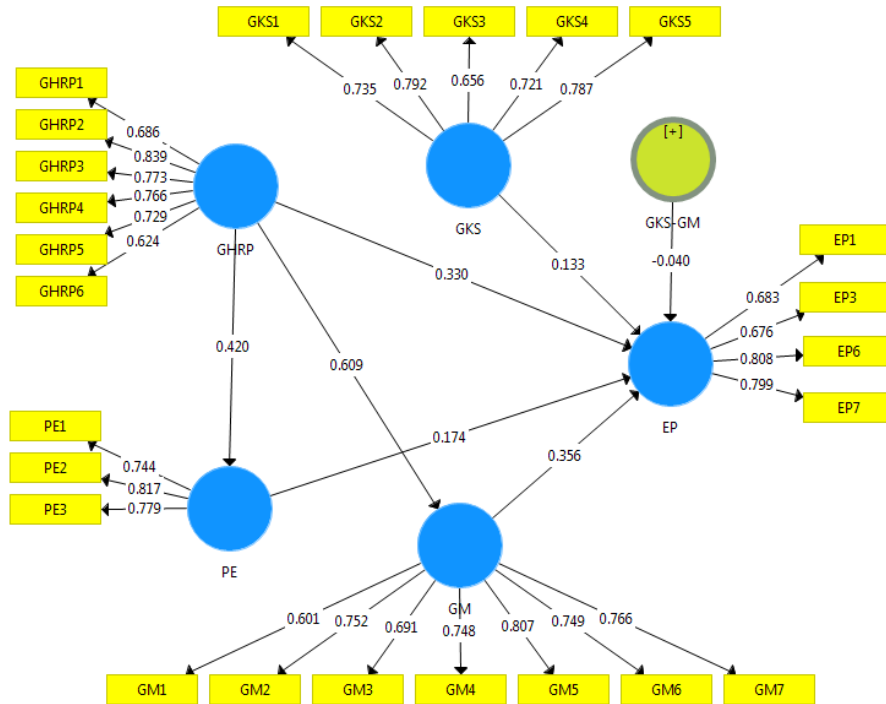 GKS1 GKS2 GKS3 GKS4 GKS5
0.735 0.792 0.656 0.721 0.787
GHRP1
GHRP2
GHRP3
GHRP4
GHRP5
GHRP6
0.686
0.839
0.773
0.766
0.729
0.624
GHRP
GKS
[+]
GKS-GM
-0.040
0.133
0.330
0.420
0.609
0.174
0.356
EP1
EP3
EP6
EP7
0.683
0.676
0.808
0.799
EP
PE1
PE2
PE3
0.744
0.817
0.779
PE
GM
0.601 0.752 0.691 0.748 0.807 0.749 0.766
GM1 GM2 GM3 GM4 GM5 GM6 GM7